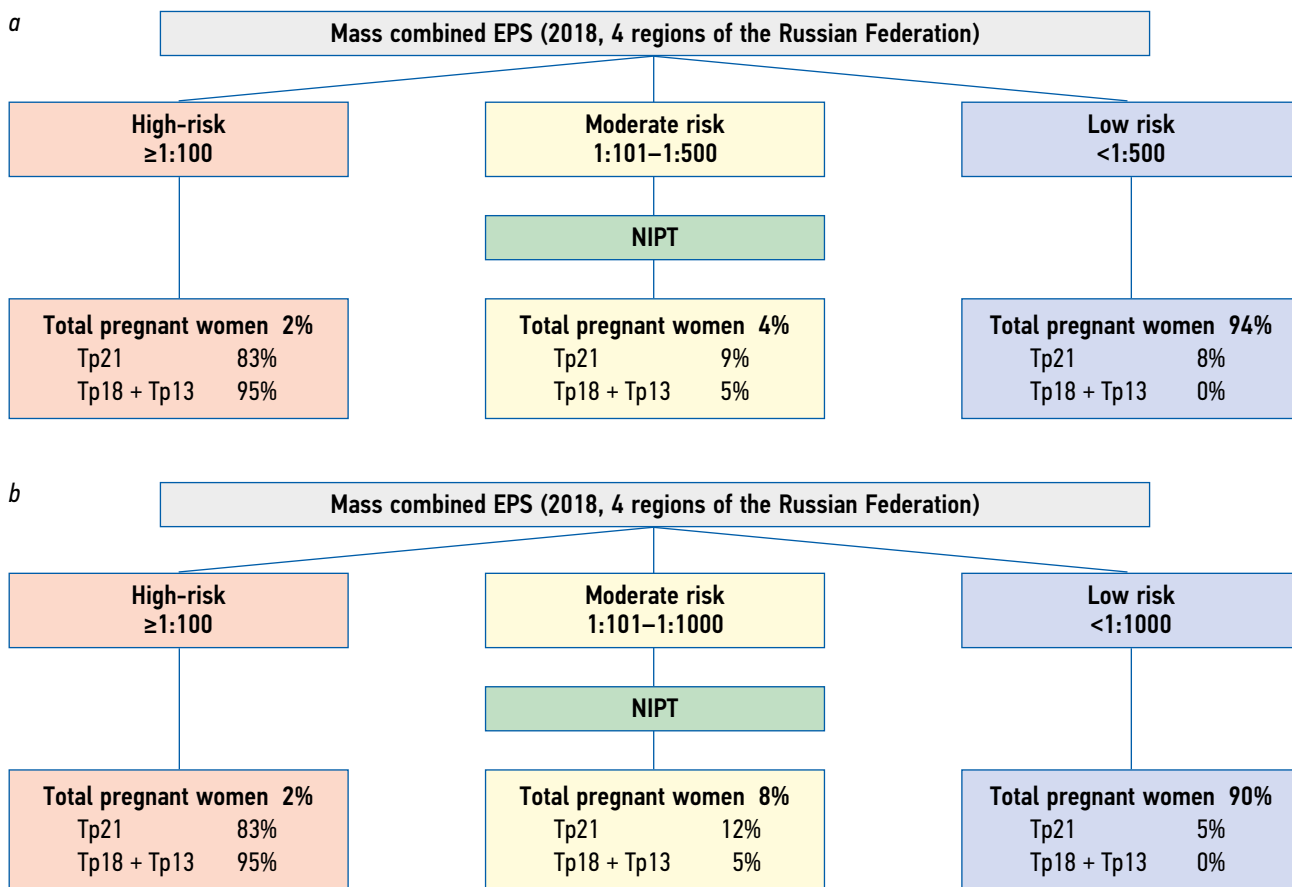 a
Mass combined EPS (2018, 4 regions of the Russian Federation)
High-risk
≥1:100
Moderate risk
1:101–1:500
Low risk
<1:500
NIPT
Total pregnant women 2%
Tp21 83%
Tp18 + Tp13 95%
Total pregnant women 4%
Tp21 9%
Tp18 + Tp13 5%
Total pregnant women 94%
Tp21 8%
Tp18 + Tp13 0%
b
Mass combined EPS (2018, 4 regions of the Russian Federation)
High-risk
≥1:100
Moderate risk
1:101–1:1000
Low risk
<1:1000
NIPT
Total pregnant women 2%
Tp21 83%
Tp18 + Tp13 95%
Total pregnant women 8%
Tp21 12%
Tp18 + Tp13 5%
Total pregnant women 90%
Tp21 5%
Tp18 + Tp13 0%